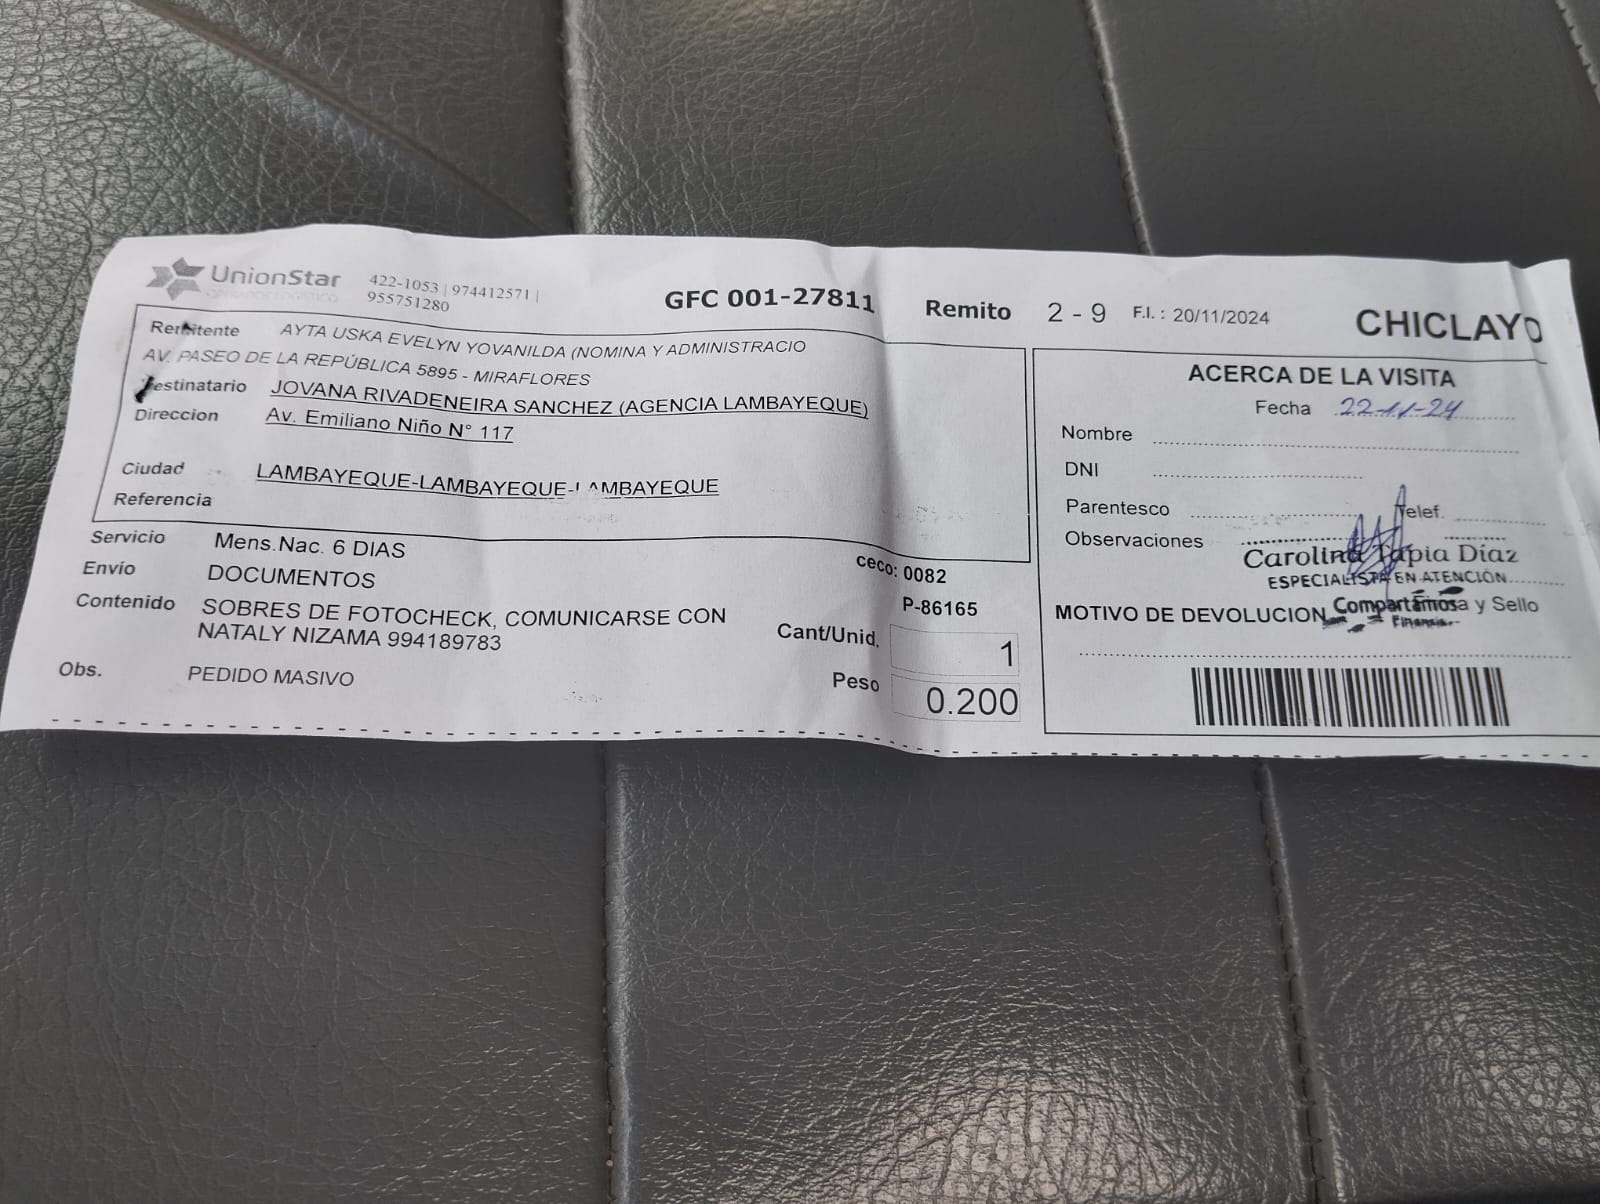 UnionStar
422-1053 | 974412571 |
955751280
GFC 001-27811
Remito 2 - 9 F.I. : 20/11/2024
CHICLAYO
Remitente AYTA USKA EVELYN YOVANILDA (NOMINA Y ADMINISTRACIO
AV. PASEO DE LA REPÚBLICA 5895 - MIRAFLORES
Destinatario JOVANA RIVADENEIRA SANCHEZ (AGENCIA LAMBAYEQUE)
Direccion Av. Emiliano Niño N° 117
Ciudad LAMBAYEQUE-LAMBAYEQUE-LAMBAYEQUE
Referencia
Servicio Mens.Nac. 6 DIAS
ceco: 0082
Envío DOCUMENTOS
P-86165
Contenido SOBRES DE FOTOCHECK, COMUNICARSE CON
NATALY NIZAMA 994189783
Cant/Unid. 1
Obs. PEDIDO MASIVO
Peso 0.200
ACERCA DE LA VISITA
Fecha 22-11-24
Nombre
DNI
Parentesco Telef.
Observaciones
Carolina Tapia Díaz
ESPECIALISTA EN ATENCIÓN
MOTIVO DE DEVOLUCION Compartamos y Sello
Financiera